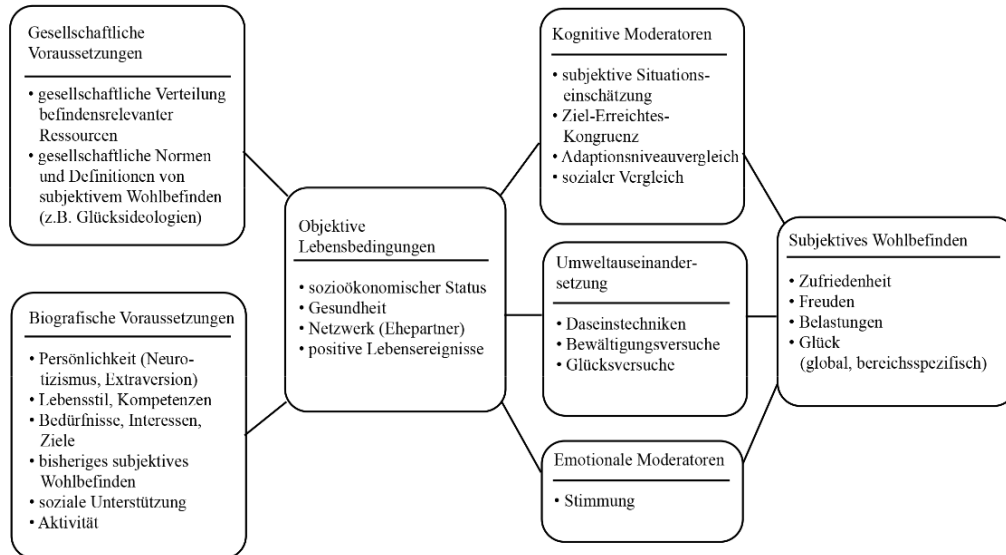 Gesellschaftliche
Voraussetzungen
• gesellschaftliche Verteilung
befindensrelevanter
Ressourcen
• gesellschaftliche Normen
und Definitionen von
subjektivem Wohlbefinden
(z.B. Glücksideologien)
Biografische Voraussetzungen
• Persönlichkeit (Neuro-
tizismus, Extraversion)
• Lebensstil, Kompetenzen
• Bedürfnisse, Interessen,
Ziele
• bisheriges subjektives
Wohlbefinden
• soziale Unterstützung
• Aktivität
Objektive
Lebensbedingungen
• sozioökonomischer Status
• Gesundheit
• Netzwerk (Ehepartner)
• positive Lebensereignisse
Kognitive Moderatoren
• subjektive Situations-
einschätzung
• Ziel-Erreichtes-
Kongruenz
• Adaptionsniveauvergleich
• sozialer Vergleich
Umweltauseinander-
setzung
• Daseinstechniken
• Bewältigungsversuche
• Glücksversuche
Emotionale Moderatoren
• Stimmung
Subjektives Wohlbefinden
• Zufriedenheit
• Freuden
• Belastungen
• Glück
(global, bereichsspezifisch)